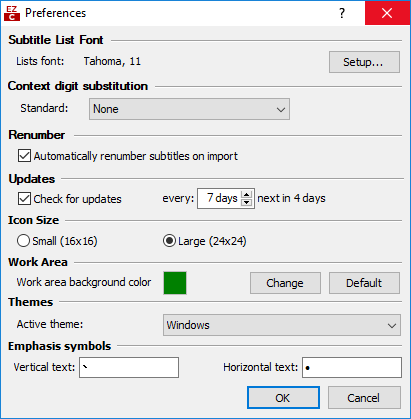 EZ C Preferences ?
Subtitle List Font
Lists font: Tahoma, 11 Setup...
Context digit substitution
Standard: None
Renumber
Automatically renumber subtitles on import
Updates
Check for updates every: 7 days next in 4 days
Icon Size
Small (16x16) Large (24x24)
Work Area
Work area background color Change Default
Themes
Active theme: Windows
Emphasis symbols
Vertical text: ﹅ Horizontal text: •
OK Cancel